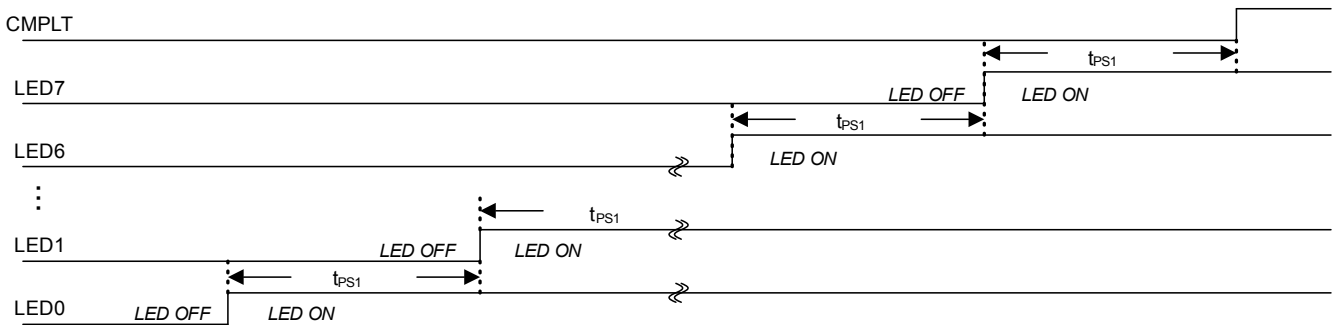 CMPLT
tPS1
LED7
LED OFF LED ON
tPS1
LED6
LED ON
⋮
tPS1
LED1
LED OFF LED ON
tPS1
LED0
LED OFF LED ON